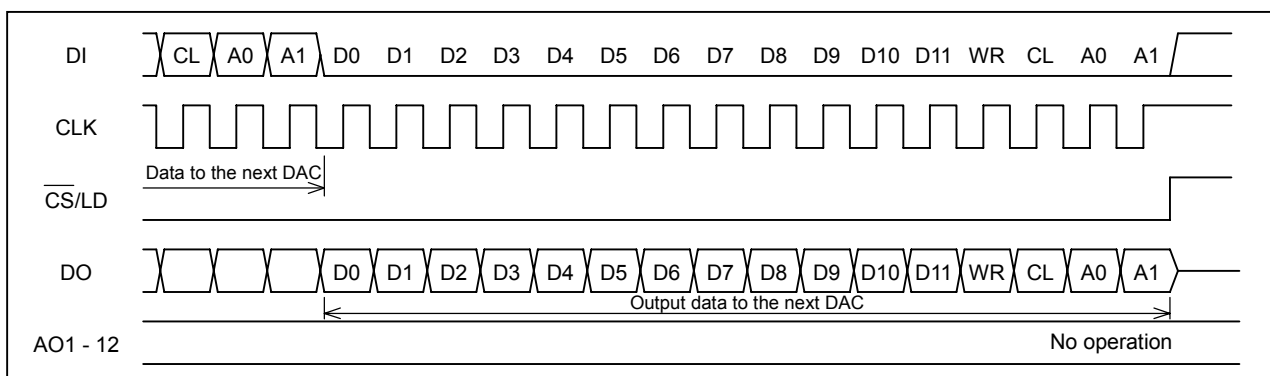 DI CL A0 A1 D0 D1 D2 D3 D4 D5 D6 D7 D8 D9 D10 D11 WR CL A0 A1
CLK
Data to the next DAC
CS/LD
DO D0 D1 D2 D3 D4 D5 D6 D7 D8 D9 D10 D11 WR CL A0 A1
Output data to the next DAC
AO1 - 12 No operation